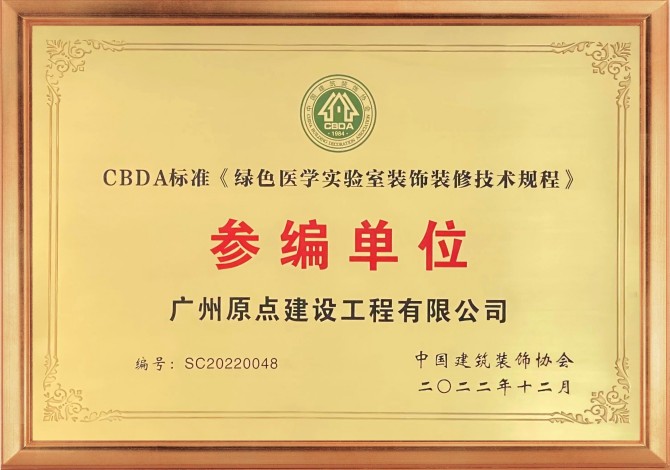 CBDA
1984
CBDA标准《绿色医学实验室装饰装修技术规程》
参编单位
广州原点建设工程有限公司
编号：SC20220048
中国建筑装饰协会
二〇二二年十二月